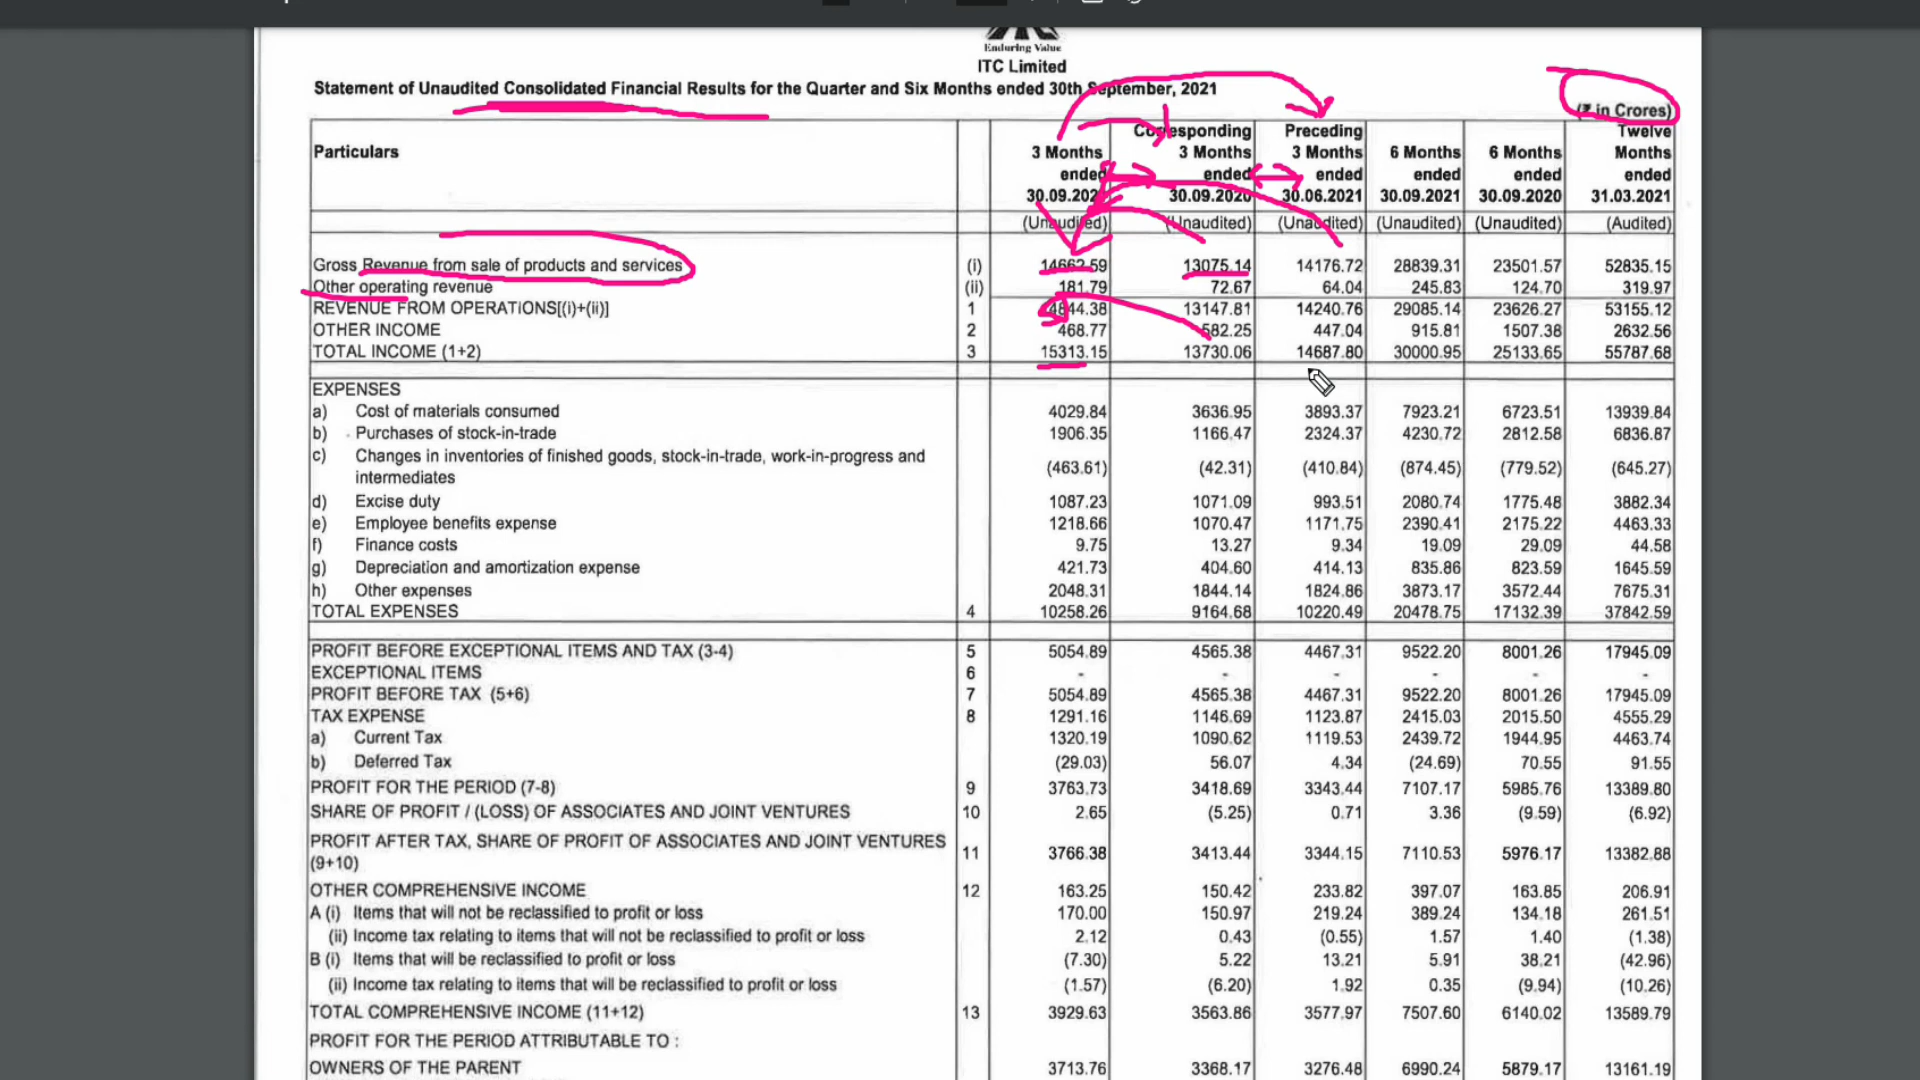 Enduring Value
ITC Limited
Statement of Unaudited Consolidated Financial Results for the Quarter and Six Months ended 30th September, 2021
(₹ in Crores)
Particulars 3 Months ended 30.09.2021 Corresponding 3 Months ended 30.09.2020 Preceding 3 Months ended 30.06.2021 6 Months ended 30.09.2021 6 Months ended 30.09.2020 Twelve Months ended 31.03.2021
(Unaudited) (Unaudited) (Unaudited) (Unaudited) (Unaudited) (Audited)
Gross Revenue from sale of products and services (i) 14662.59 13075.14 14176.72 28839.31 23501.57 52835.15
Other operating revenue (ii) 181.79 72.67 64.04 245.83 124.70 319.97
REVENUE FROM OPERATIONS[(i)+(ii)] 1 14844.38 13147.81 14240.76 29085.14 23626.27 53155.12
OTHER INCOME 2 468.77 582.25 447.04 915.81 1507.38 2632.56
TOTAL INCOME (1+2) 3 15313.15 13730.06 14687.80 30000.95 25133.65 55787.68
EXPENSES
a) Cost of materials consumed 4029.84 3636.95 3893.37 7923.21 6723.51 13939.84
b) Purchases of stock-in-trade 1906.35 1166.47 2324.37 4230.72 2812.58 6836.87
c) Changes in inventories of finished goods, stock-in-trade, work-in-progress and
intermediates (463.61) (42.31) (410.84) (874.45) (779.52) (645.27)
d) Excise duty 1087.23 1071.09 993.51 2080.74 1775.48 3882.34
e) Employee benefits expense 1218.66 1070.47 1171.75 2390.41 2175.22 4463.33
f) Finance costs 9.75 13.27 9.34 19.09 29.09 44.58
g) Depreciation and amortization expense 421.73 404.60 414.13 835.86 823.59 1645.59
h) Other expenses 2048.31 1844.14 1824.86 3873.17 3572.44 7675.31
TOTAL EXPENSES 4 10258.26 9164.68 10220.49 20478.75 17132.39 37842.59
PROFIT BEFORE EXCEPTIONAL ITEMS AND TAX (3-4) 5 5054.89 4565.38 4467.31 9522.20 8001.26 17945.09
EXCEPTIONAL ITEMS 6 - - - - - -
PROFIT BEFORE TAX (5+6) 7 5054.89 4565.38 4467.31 9522.20 8001.26 17945.09
TAX EXPENSE 8 1291.16 1146.69 1123.87 2415.03 2015.50 4555.29
a) Current Tax 1320.19 1090.62 1119.53 2439.72 1944.95 4463.74
b) Deferred Tax (29.03) 56.07 4.34 (24.69) 70.55 91.55
PROFIT FOR THE PERIOD (7-8) 9 3763.73 3418.69 3343.44 7107.17 5985.76 13389.80
SHARE OF PROFIT / (LOSS) OF ASSOCIATES AND JOINT VENTURES 10 2.65 (5.25) 0.71 3.36 (9.59) (6.92)
PROFIT AFTER TAX, SHARE OF PROFIT OF ASSOCIATES AND JOINT VENTURES
(9+10) 11 3766.38 3413.44 3344.15 7110.53 5976.17 13382.88
OTHER COMPREHENSIVE INCOME 12 163.25 150.42 233.82 397.07 163.85 206.91
A (i) Items that will not be reclassified to profit or loss 170.00 150.97 219.24 389.24 134.18 261.51
(ii) Income tax relating to items that will not be reclassified to profit or loss 2.12 0.43 (0.55) 1.57 1.40 (1.38)
B (i) Items that will be reclassified to profit or loss (7.30) 5.22 13.21 5.91 38.21 (42.96)
(ii) Income tax relating to items that will be reclassified to profit or loss (1.57) (6.20) 1.92 0.35 (9.94) (10.26)
TOTAL COMPREHENSIVE INCOME (11+12) 13 3929.63 3563.86 3577.97 7507.60 6140.02 13589.79
PROFIT FOR THE PERIOD ATTRIBUTABLE TO :
OWNERS OF THE PARENT 3713.76 3368.17 3276.48 6990.24 5879.17 13161.19